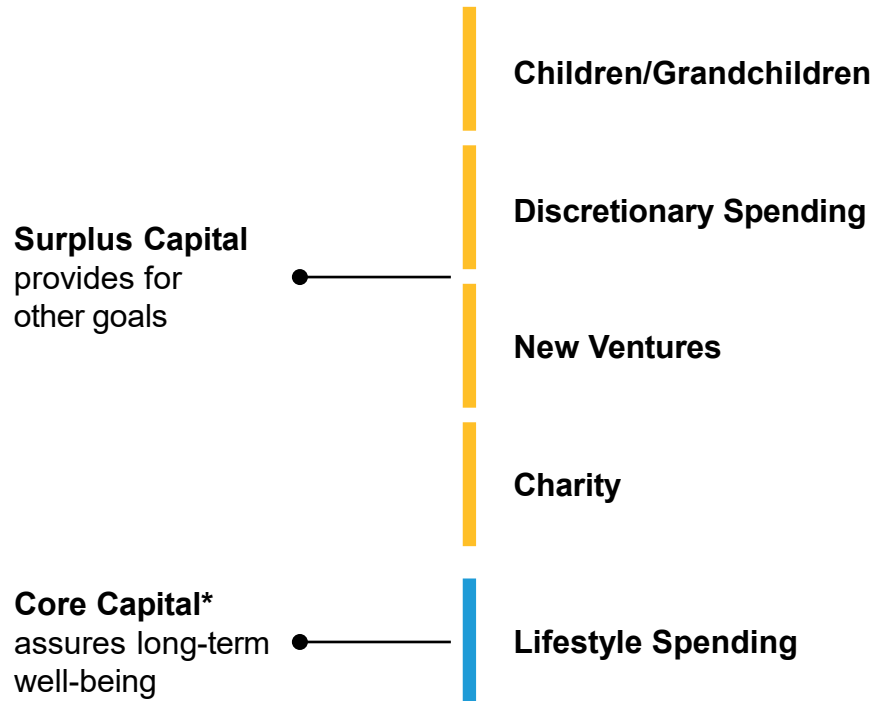 Children/Grandchildren
Discretionary Spending
Surplus Capital
provides for
other goals
New Ventures
Charity
Core Capital*
assures long-term
well-being
Lifestyle Spending